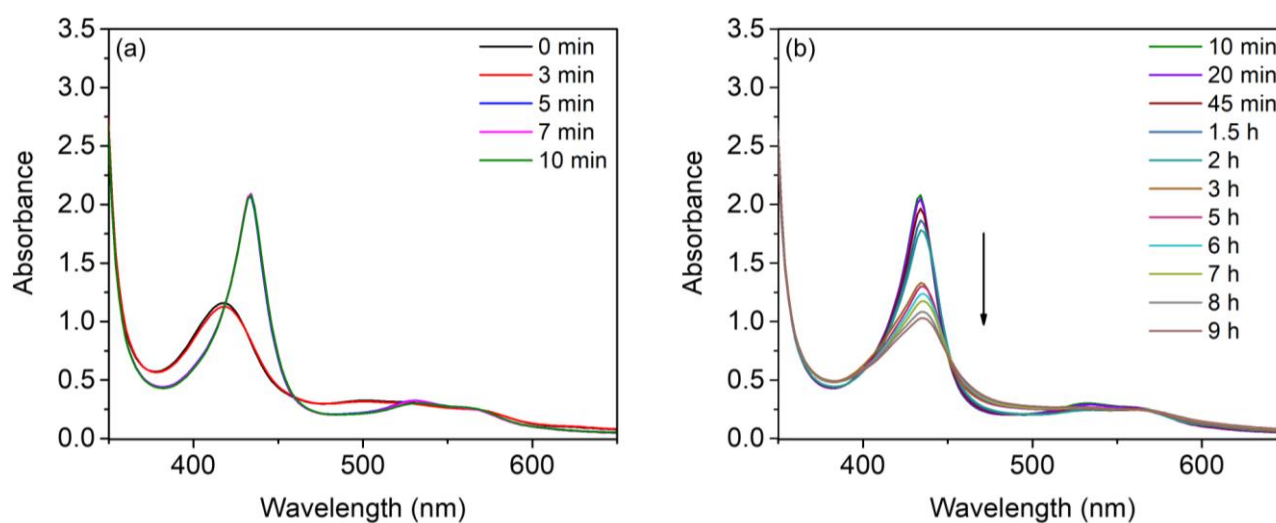 (a)
0 min
3 min
5 min
7 min
10 min
3.5
3.0
2.5
2.0
1.5
1.0
0.5
0.0
Absorbance
400
500
600
Wavelength (nm)
(b)
10 min
20 min
45 min
1.5 h
2 h
3 h
5 h
6 h
7 h
8 h
9 h
3.5
3.0
2.5
2.0
1.5
1.0
0.5
0.0
Absorbance
400
500
600
Wavelength (nm)